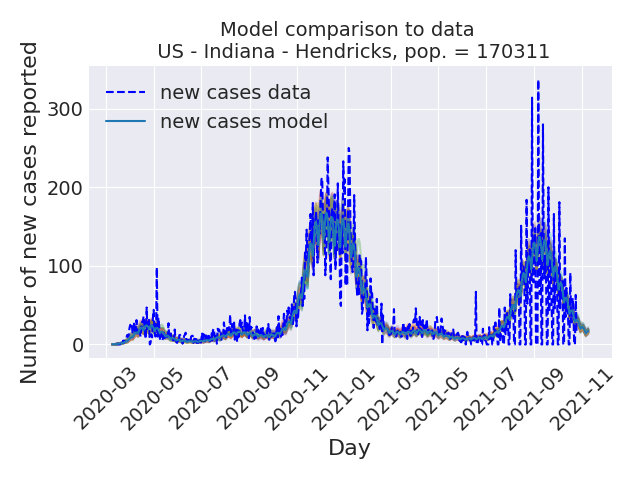 Model comparison to data
US - Indiana - Hendricks, pop. = 170311
Number of new cases reported
300
200
100
0
new cases data
new cases model
2020-03
2020-05
2020-07
2020-09
2020-11
2021-01
2021-03
2021-05
2021-07
2021-09
2021-11
Day